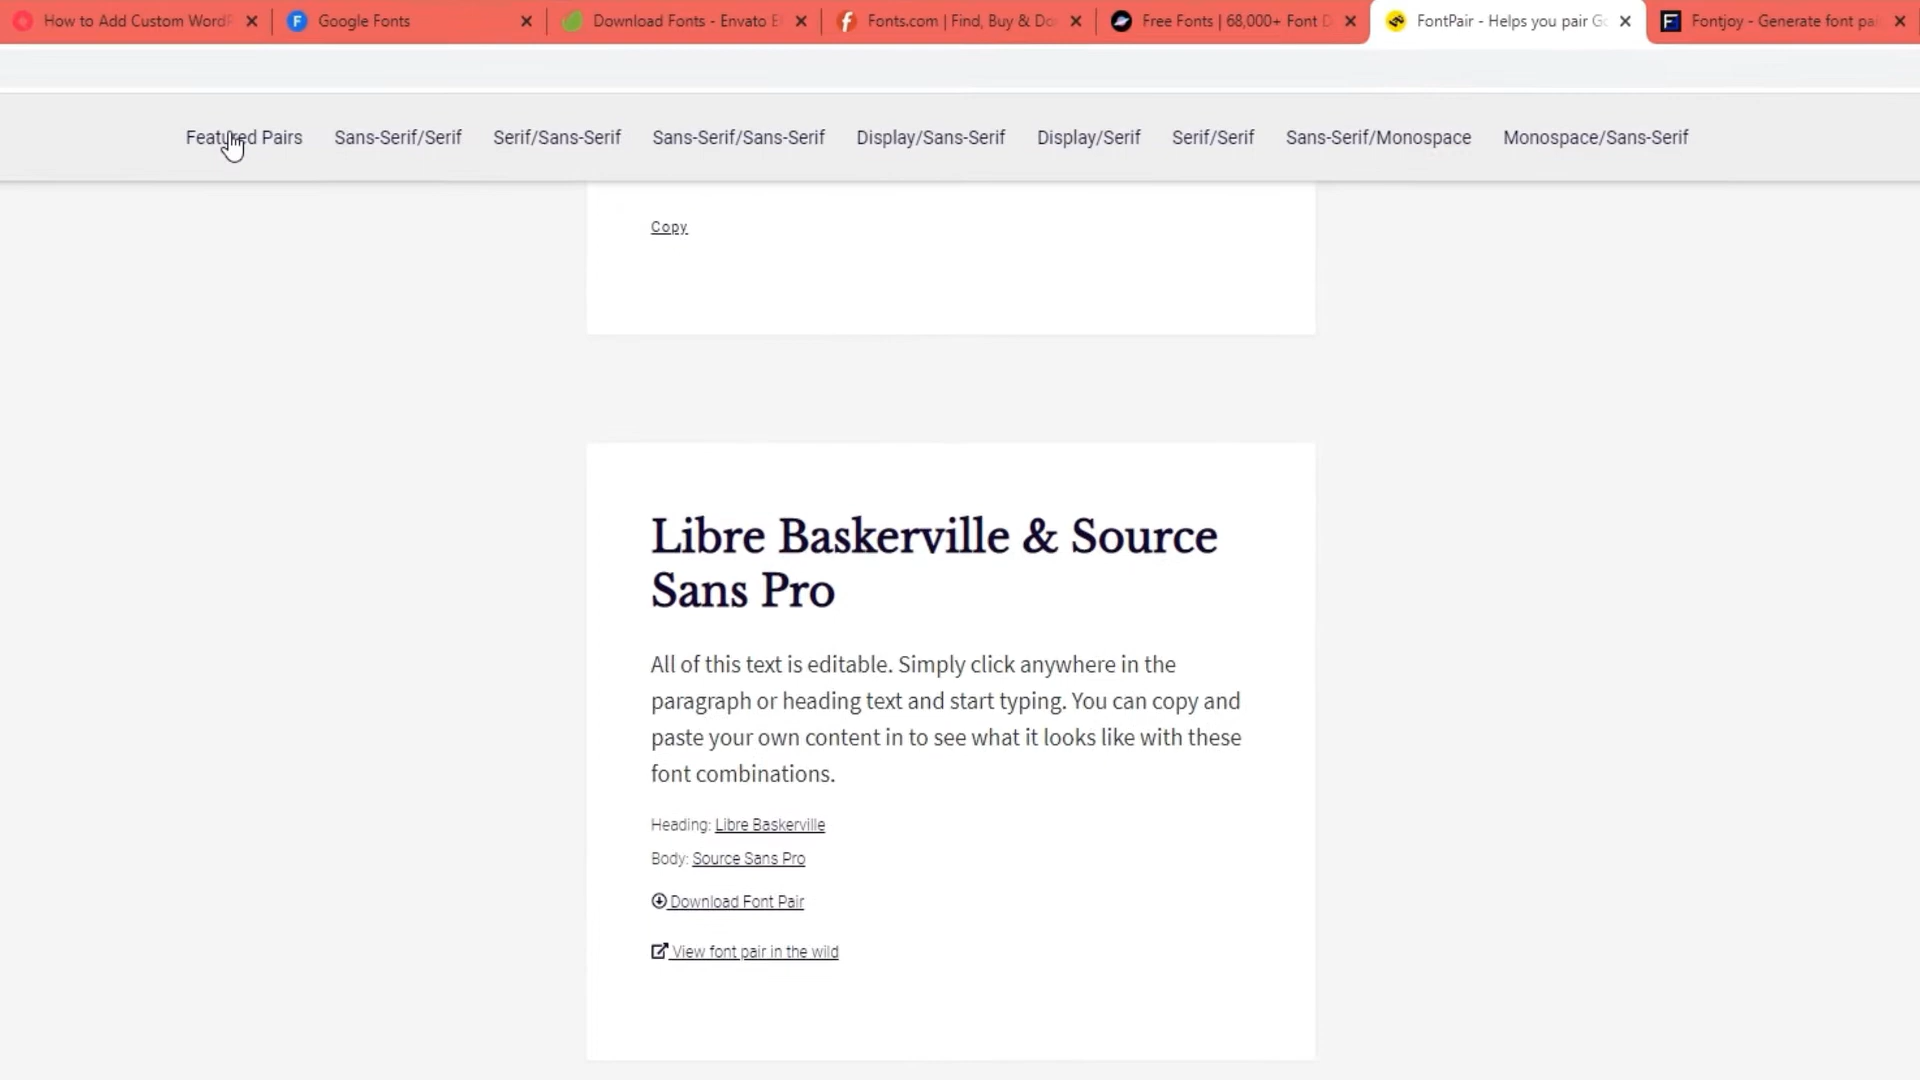 How to Add Custom WordP
Google Fonts
Download Fonts - Envato E
Fonts.com | Find, Buy & Do
Free Fonts | 68,000+ Font D
FontPair - Helps you pair Go
Fontjoy - Generate font pai
Featured Pairs
Sans-Serif/Serif
Serif/Sans-Serif
Sans-Serif/Sans-Serif
Display/Sans-Serif
Display/Serif
Serif/Serif
Sans-Serif/Monospace
Monospace/Sans-Serif
Copy
Libre Baskerville & Source
Sans Pro
All of this text is editable. Simply click anywhere in the
paragraph or heading text and start typing. You can copy and
paste your own content in to see what it looks like with these
font combinations.
Heading: Libre Baskerville
Body: Source Sans Pro
Download Font Pair
View font pair in the wild